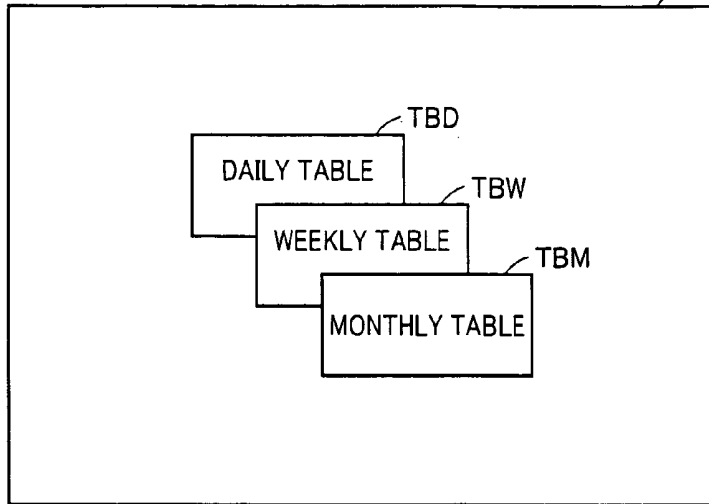 TBD
DAILY TABLE
TBW
WEEKLY TABLE
TBM
MONTHLY TABLE